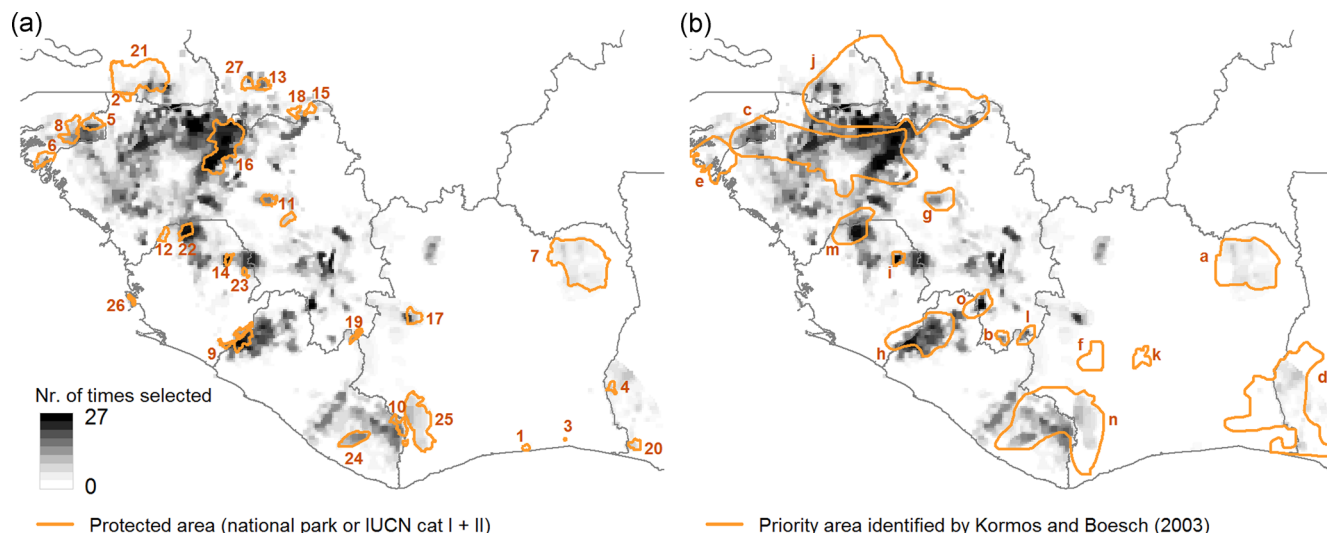 (a)
21
27
13
18
15
2
5
8
6
16
11
12
22
7
14
23
26
17
19
9
Nr. of times selected
27
0
4
10
25
24
1
3
20
Protected area (national park or IUCN cat I + II)
(b)
j
c
e
g
m
a
i
o
b
l
h
f
k
d
n
Priority area identified by Kormos and Boesch (2003)